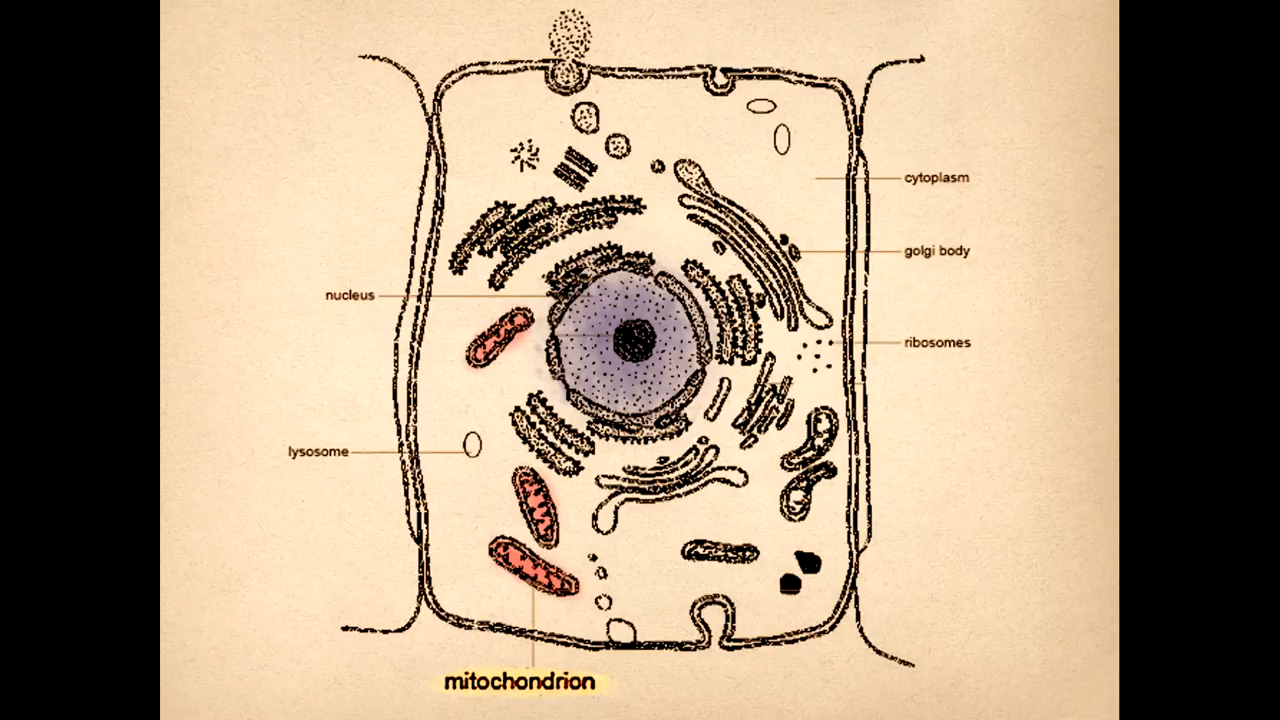 cytoplasm
golgi body
nucleus
ribosomes
lysosome
mitochondrion